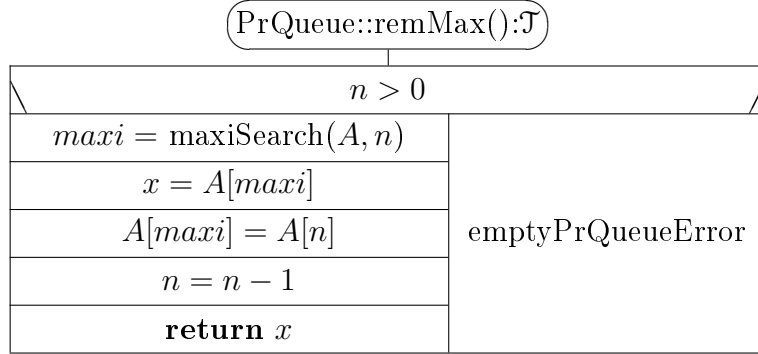 PrQueue::remMax():𝒯
n > 0
maxi = maxiSearch(A, n)
x = A[maxi]
A[maxi] = A[n]
n = n − 1
return x
emptyPrQueueError